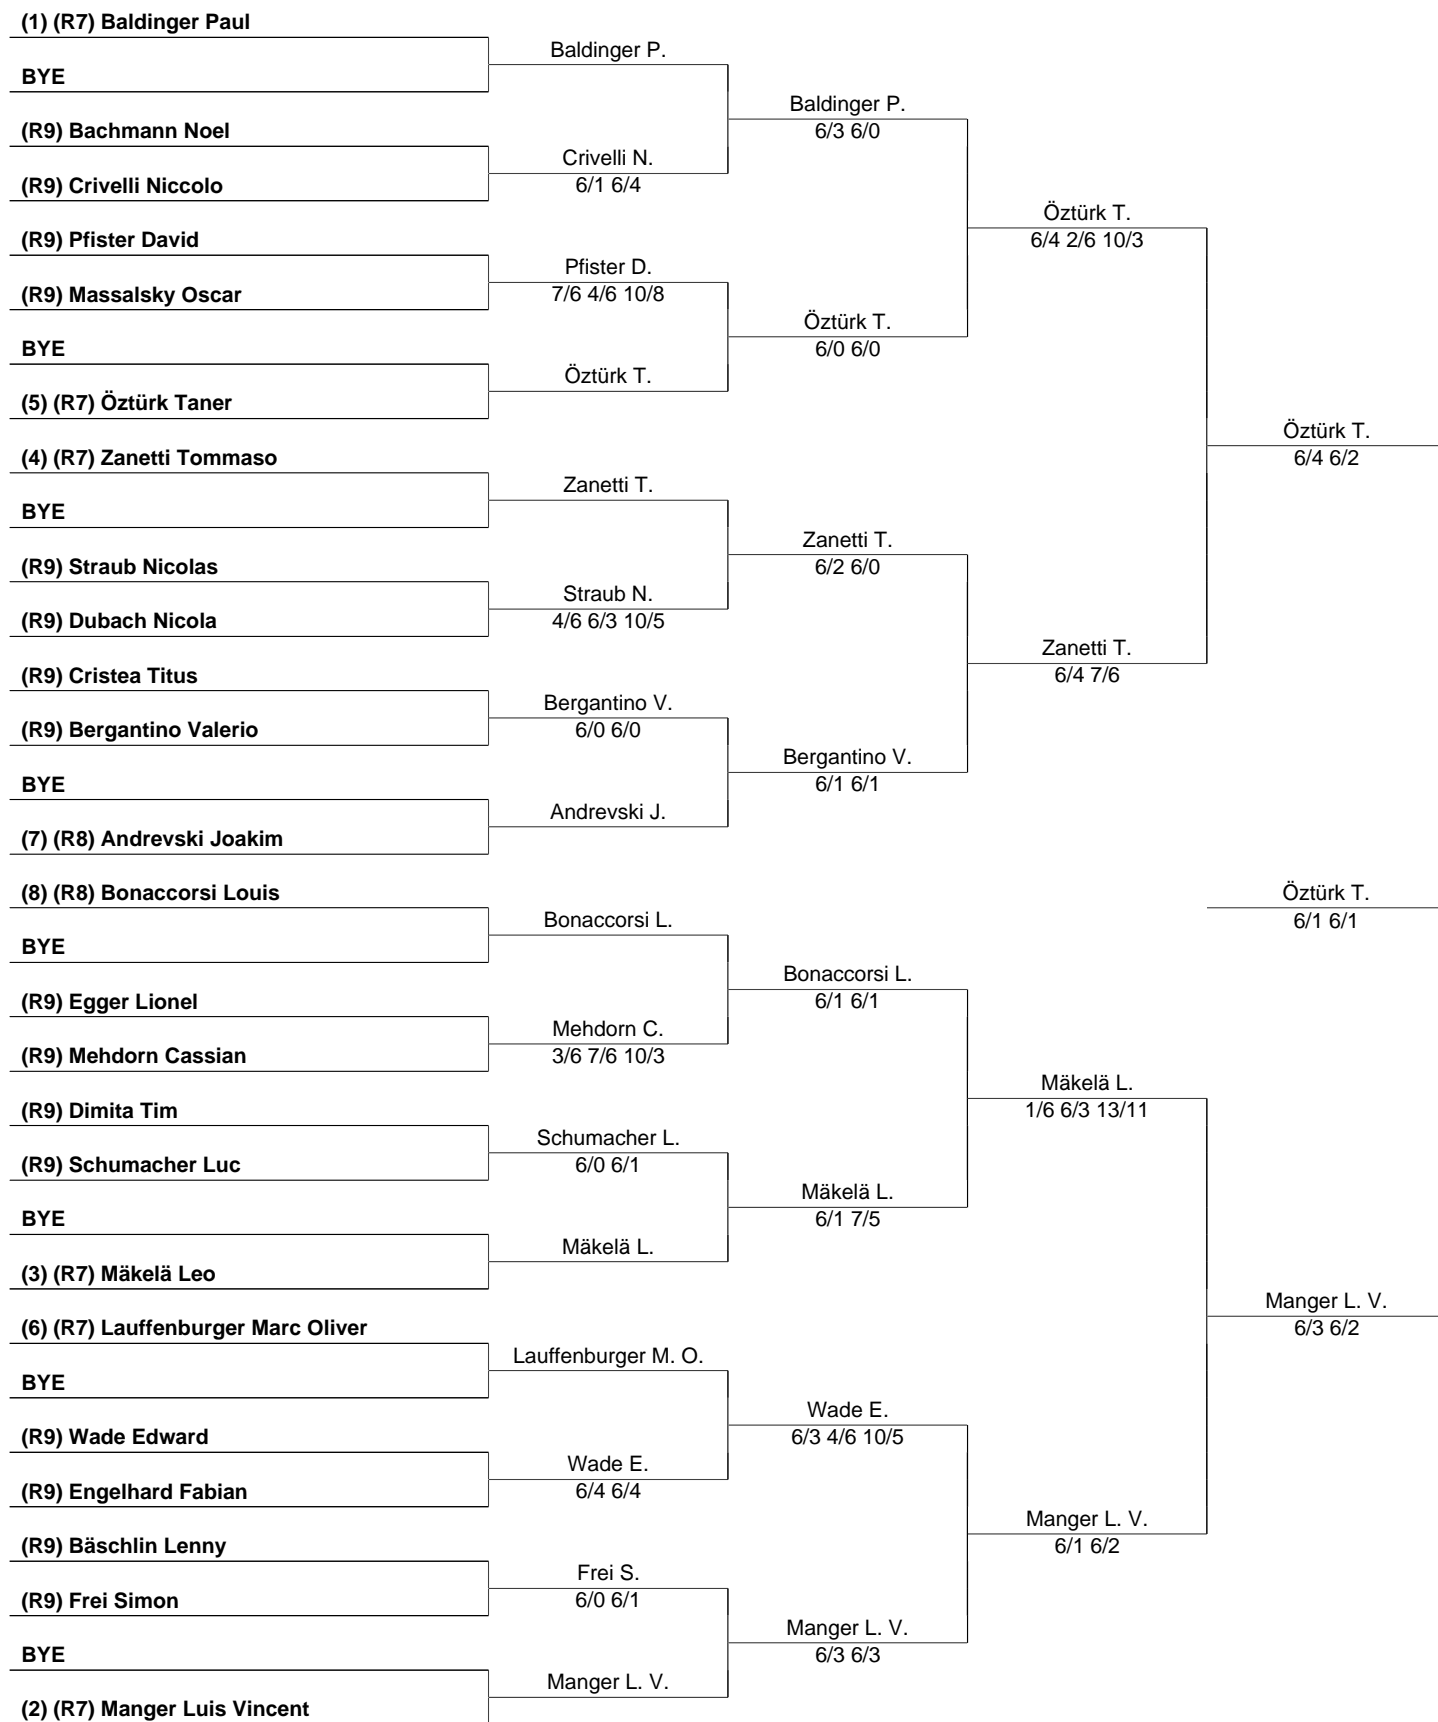 (1) (R7) Baldinger Paul
Baldinger P.
BYE
Baldinger P.
6/3 6/0
(R9) Bachmann Noel
Crivelli N.
6/1 6/4
(R9) Crivelli Niccolo
Öztürk T.
6/4 2/6 10/3
(R9) Pfister David
Pfister D.
7/6 4/6 10/8
(R9) Massalsky Oscar
Öztürk T.
6/0 6/0
BYE
Öztürk T.
(5) (R7) Öztürk Taner
Öztürk T.
6/4 6/2
(4) (R7) Zanetti Tommaso
Zanetti T.
BYE
Zanetti T.
6/2 6/0
(R9) Straub Nicolas
Straub N.
4/6 6/3 10/5
(R9) Dubach Nicola
Zanetti T.
6/4 7/6
(R9) Cristea Titus
Bergantino V.
6/0 6/0
(R9) Bergantino Valerio
Bergantino V.
6/1 6/1
BYE
Andrevski J.
(7) (R8) Andrevski Joakim
(8) (R8) Bonaccorsi Louis
Öztürk T.
6/1 6/1
Bonaccorsi L.
BYE
Bonaccorsi L.
6/1 6/1
(R9) Egger Lionel
Mehdorn C.
3/6 7/6 10/3
(R9) Mehdorn Cassian
Mäkelä L.
1/6 6/3 13/11
(R9) Dimita Tim
Schumacher L.
6/0 6/1
(R9) Schumacher Luc
Mäkelä L.
6/1 7/5
BYE
Mäkelä L.
(3) (R7) Mäkelä Leo
Manger L. V.
6/3 6/2
(6) (R7) Lauffenburger Marc Oliver
Lauffenburger M. O.
BYE
Wade E.
6/3 4/6 10/5
(R9) Wade Edward
Wade E.
6/4 6/4
(R9) Engelhard Fabian
Manger L. V.
6/1 6/2
(R9) Bäschlin Lenny
Frei S.
6/0 6/1
(R9) Frei Simon
Manger L. V.
6/3 6/3
BYE
Manger L. V.
(2) (R7) Manger Luis Vincent